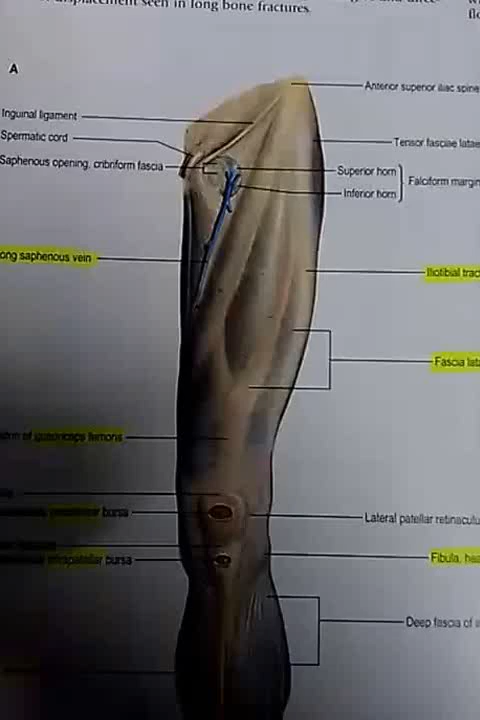 displacement seen in long bone fractures.
A
Anterior superior iliac spine
Inguinal ligament
Spermatic cord
Tensor fasciae latae
Saphenous opening, cribriform fascia
Superior horn
Falciform margin
Inferior horn
ong saphenous vein
Iliotibial trac
Fascia lat
of quadriceps femoris
bursa
Lateral patellar retinaculu
Fibula, hea
infrapatellar bursa
Deep fascia of